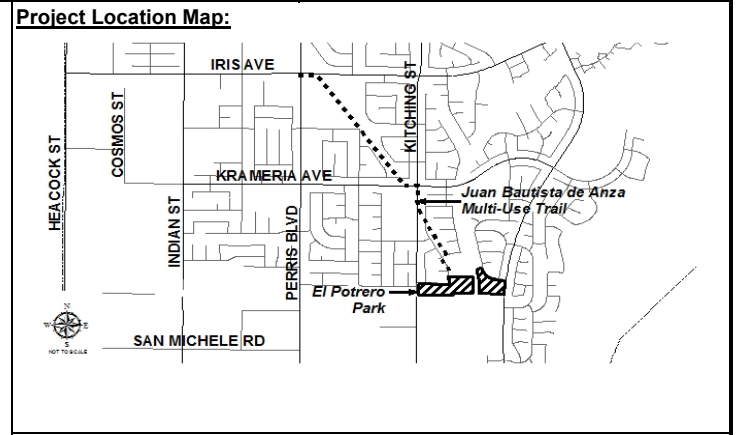 Project Location Map:
IRIS AVE
KITCHING ST
COSMOS ST
HEACOCK ST
KRAMERIA AVE
Juan Bautista de Anza
Multi-Use Trail
INDIAN ST
PERRIS BLVD
El Potrero
Park
N
W E
S
NOT TO SCALE
SAN MICHELE RD